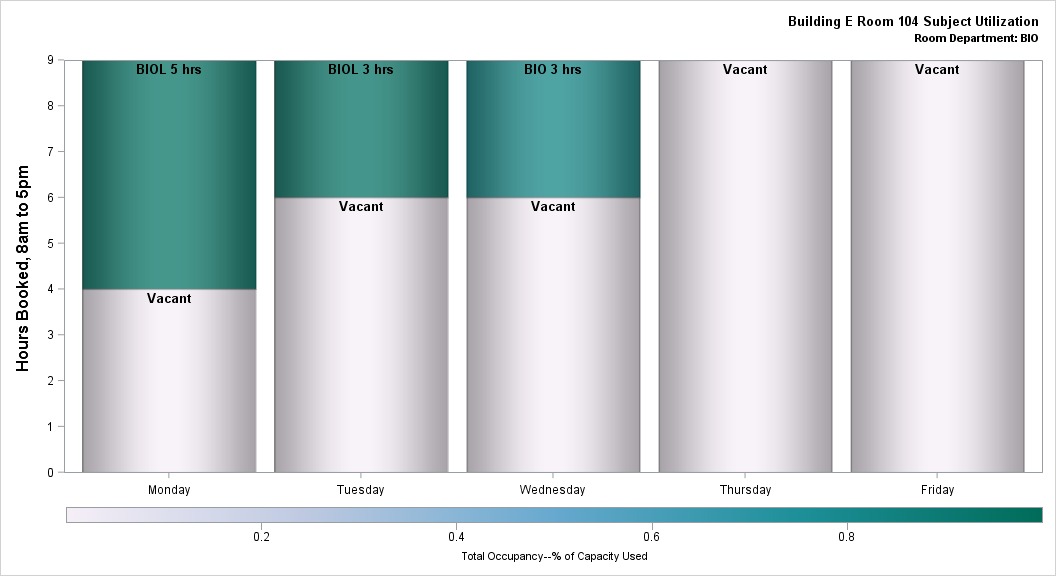 Building E Room 104 Subject Utilization
Room Department: BIO
Hours Booked, 8am to 5pm
9
8
7
6
5
4
3
2
1
0
BIOL 5 hrs
Vacant
BIOL 3 hrs
Vacant
BIO 3 hrs
Vacant
Vacant
Vacant
Monday
Tuesday
Wednesday
Thursday
Friday
0.2
0.4
0.6
0.8
Total Occupancy--% of Capacity Used